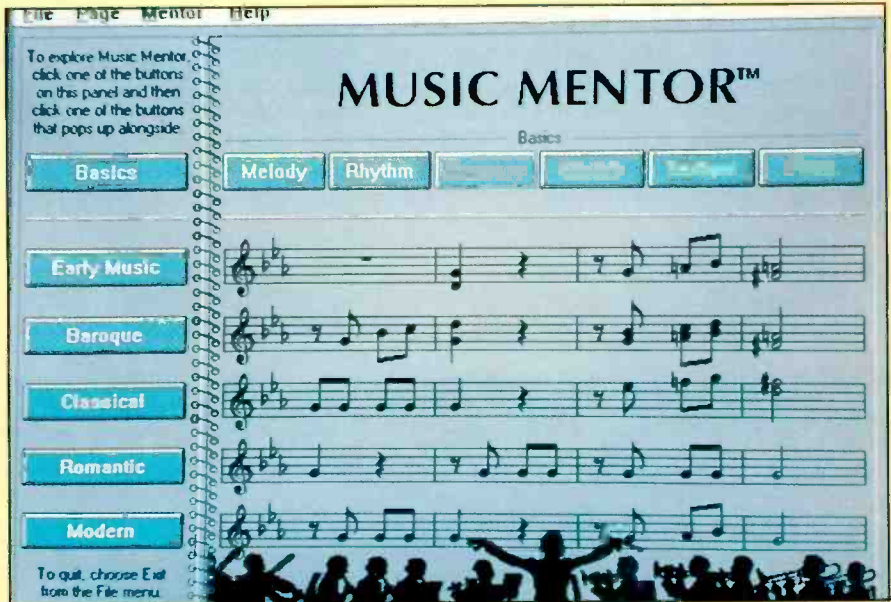 File Page Mentor Help
To explore Music Mentor,
click one of the buttons
on this panel and then
click one of the buttons
that pops up alongside.
MUSIC MENTOR™
Basics
Basics
Melody Rhythm
Early Music
Baroque
Classical
Romantic
Modern
To quit, choose Exit
from the File menu.